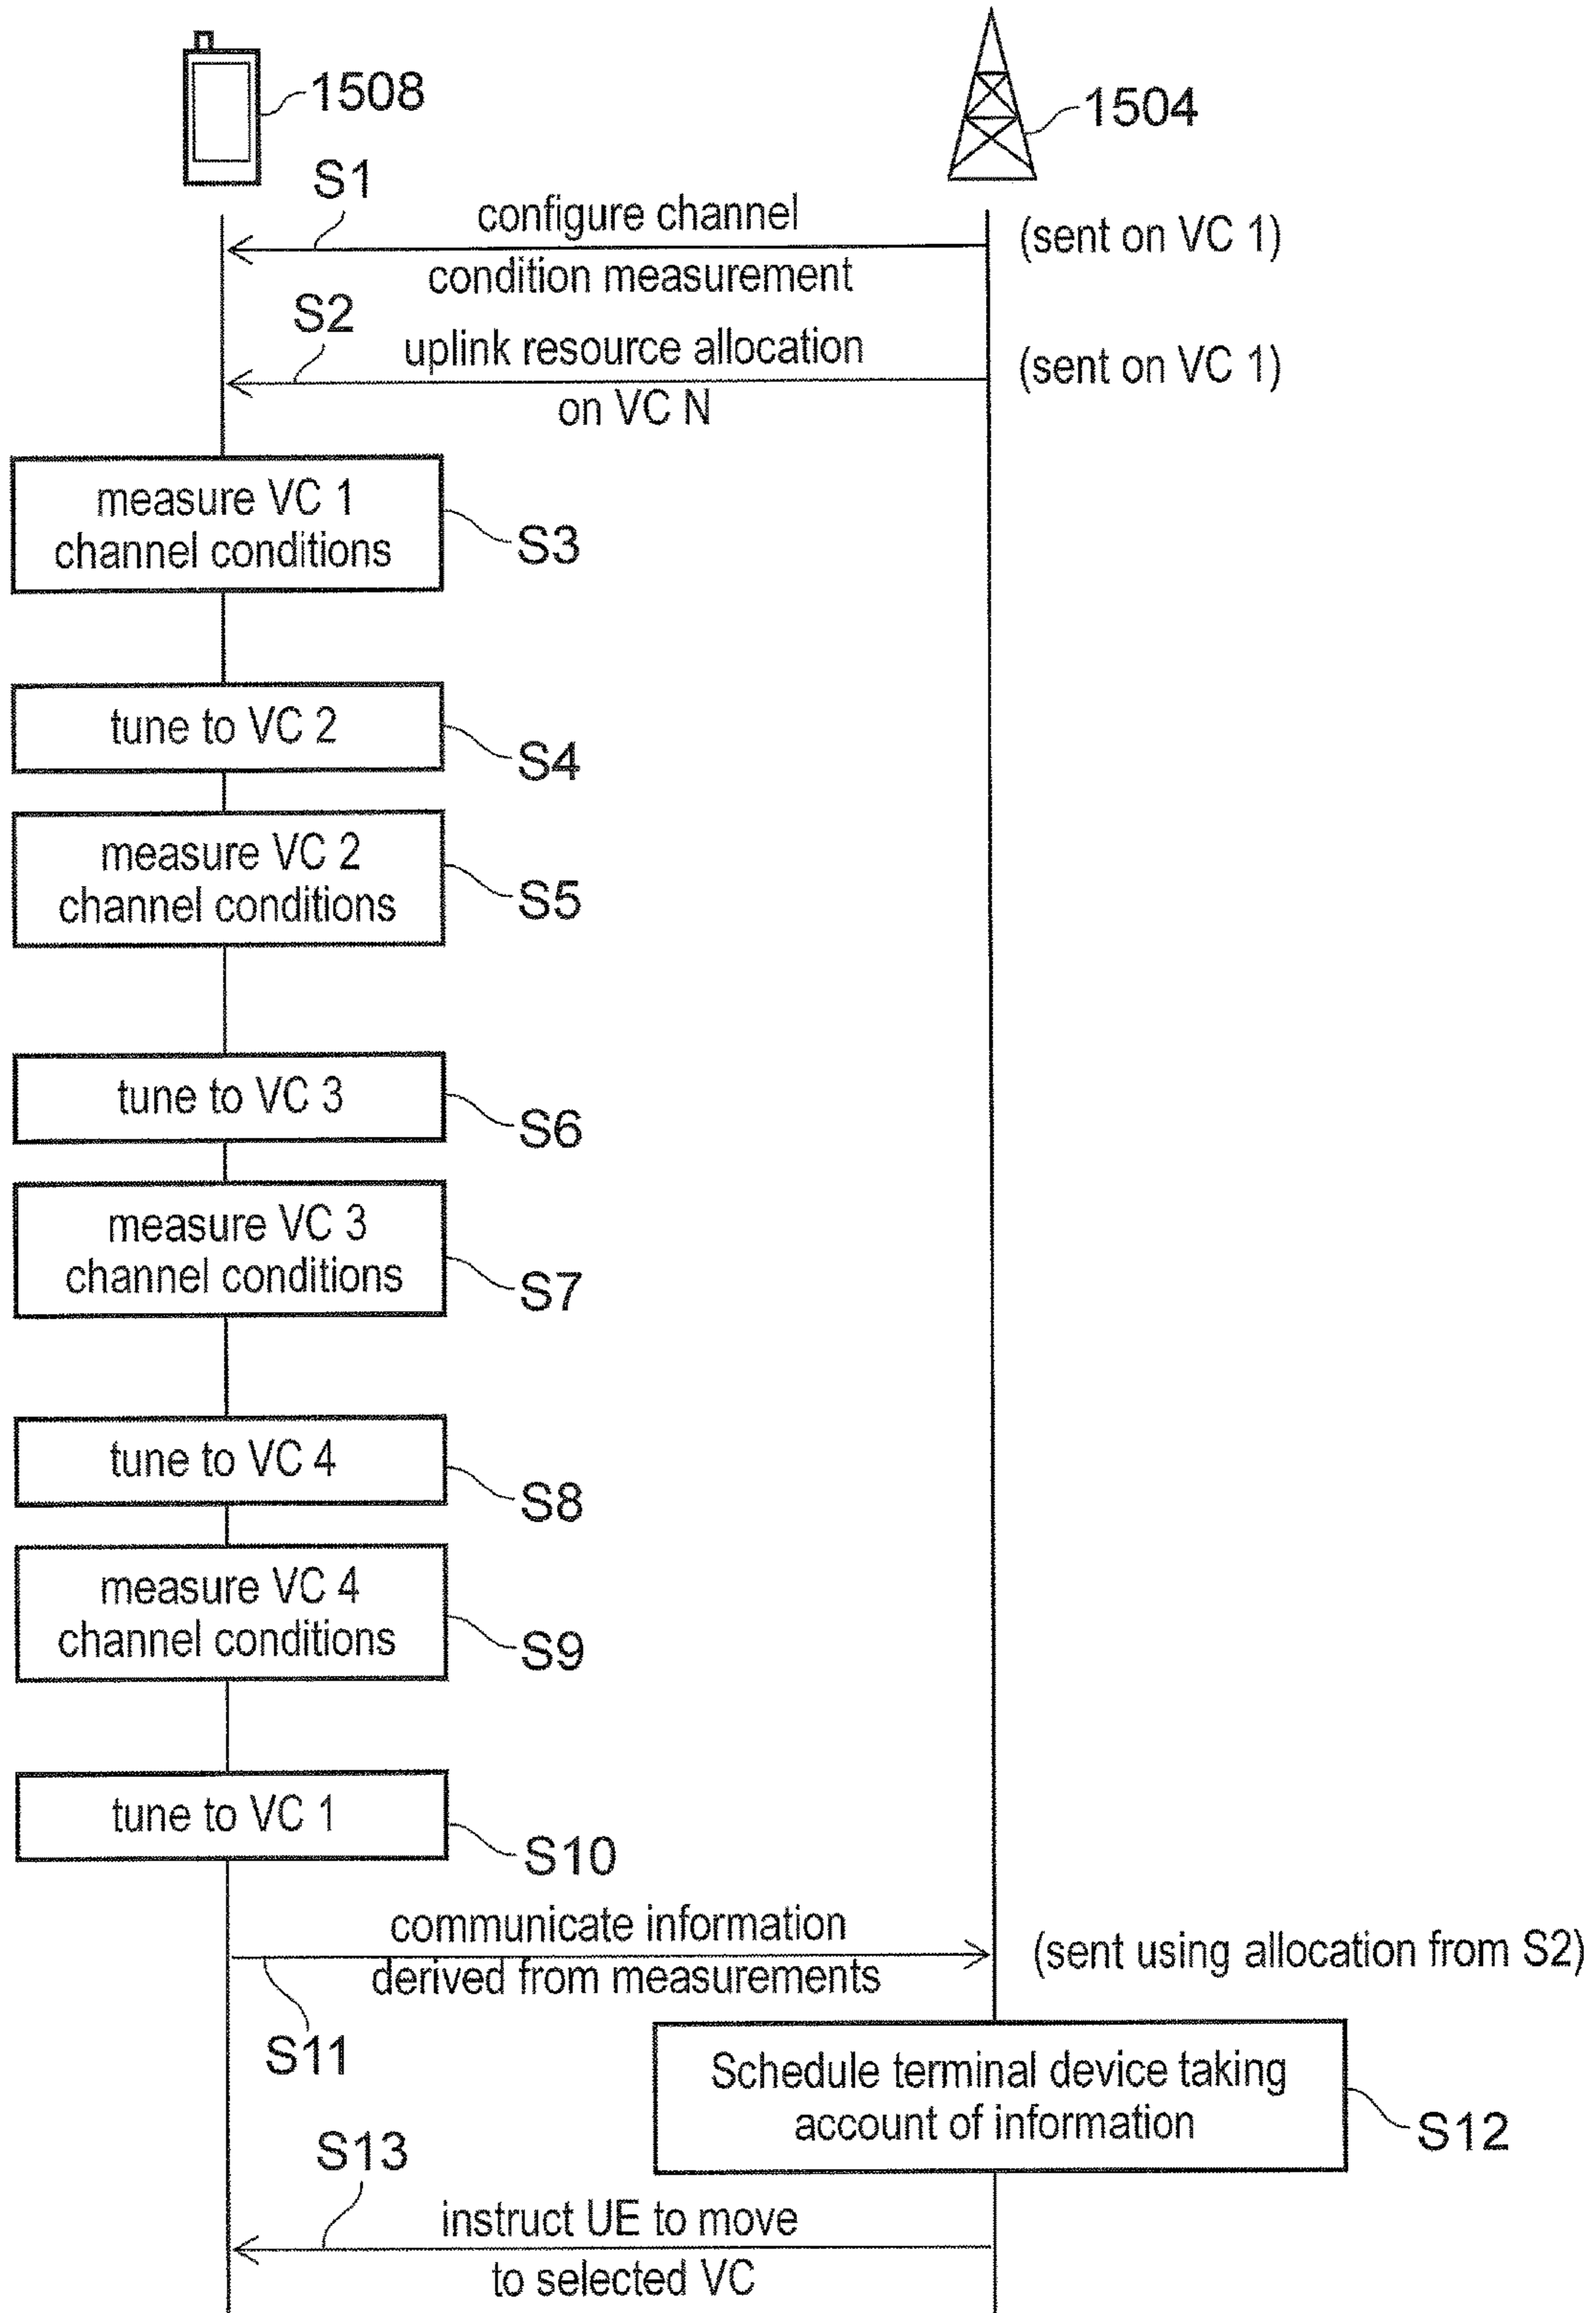 1508
1504
S1
configure channel
condition measurement
(sent on VC 1)
S2
uplink resource allocation
on VC N
(sent on VC 1)
measure VC 1
channel conditions
S3
tune to VC 2
S4
measure VC 2
channel conditions
S5
tune to VC 3
S6
measure VC 3
channel conditions
S7
tune to VC 4
S8
measure VC 4
channel conditions
S9
tune to VC 1
S10
communicate information
derived from measurements
(sent using allocation from S2)
S11
Schedule terminal device taking
account of information
S12
S13
instruct UE to move
to selected VC